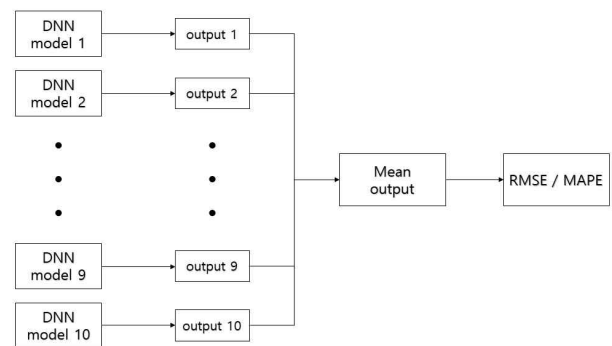 DNN
model 1
output 1
DNN
model 2
output 2
Mean
output
RMSE / MAPE
DNN
model 9
output 9
DNN
model 10
output 10